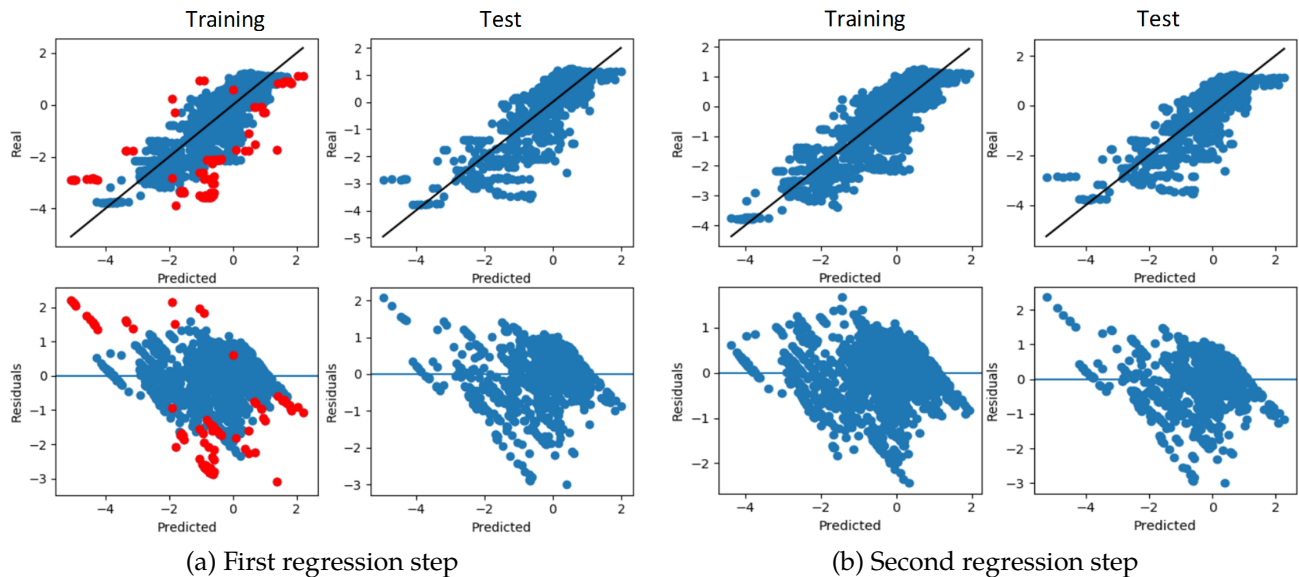 Training Test Training Test
2
0
−2
−4
Real
−4 −2 0 2
Predicted
2
1
0
−1
−2
−3
−4
−5
Real
−4 −2 0 2
Predicted
2
1
0
−1
−2
−3
−4
Real
−4 −2 0 2
Predicted
2
0
−2
−4
Real
−4 −2 0 2
Predicted
2
1
0
−1
−2
−3
Residuals
−4 −2 0 2
Predicted
2
1
0
−1
−2
−3
Residuals
−4 −2 0 2
Predicted
1
0
−1
−2
Residuals
−4 −2 0 2
Predicted
2
1
0
−1
−2
−3
Residuals
−4 −2 0 2
Predicted
(a) First regression step
(b) Second regression step